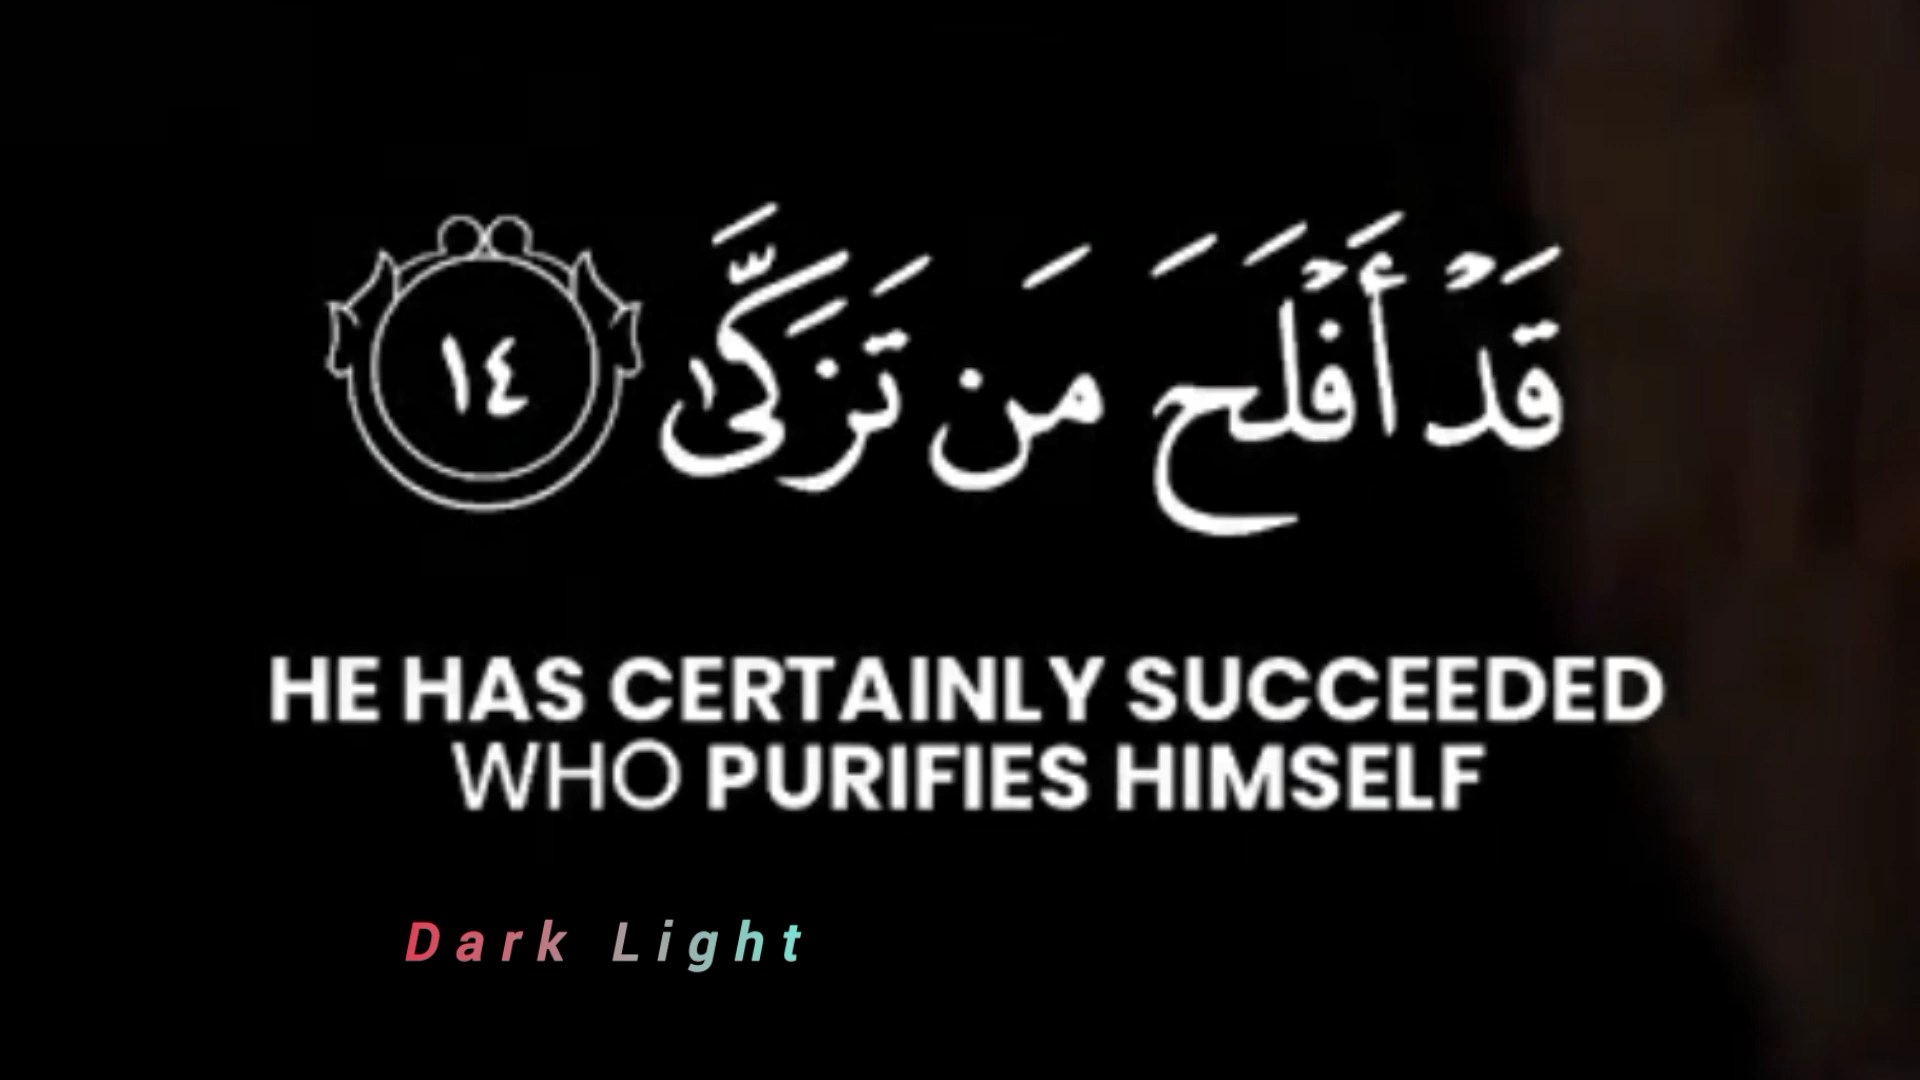 قَدْ أَفْلَحَ مَن تَزَكَّىٰ ١٤
HE HAS CERTAINLY SUCCEEDED
WHO PURIFIES HIMSELF
Dark Light